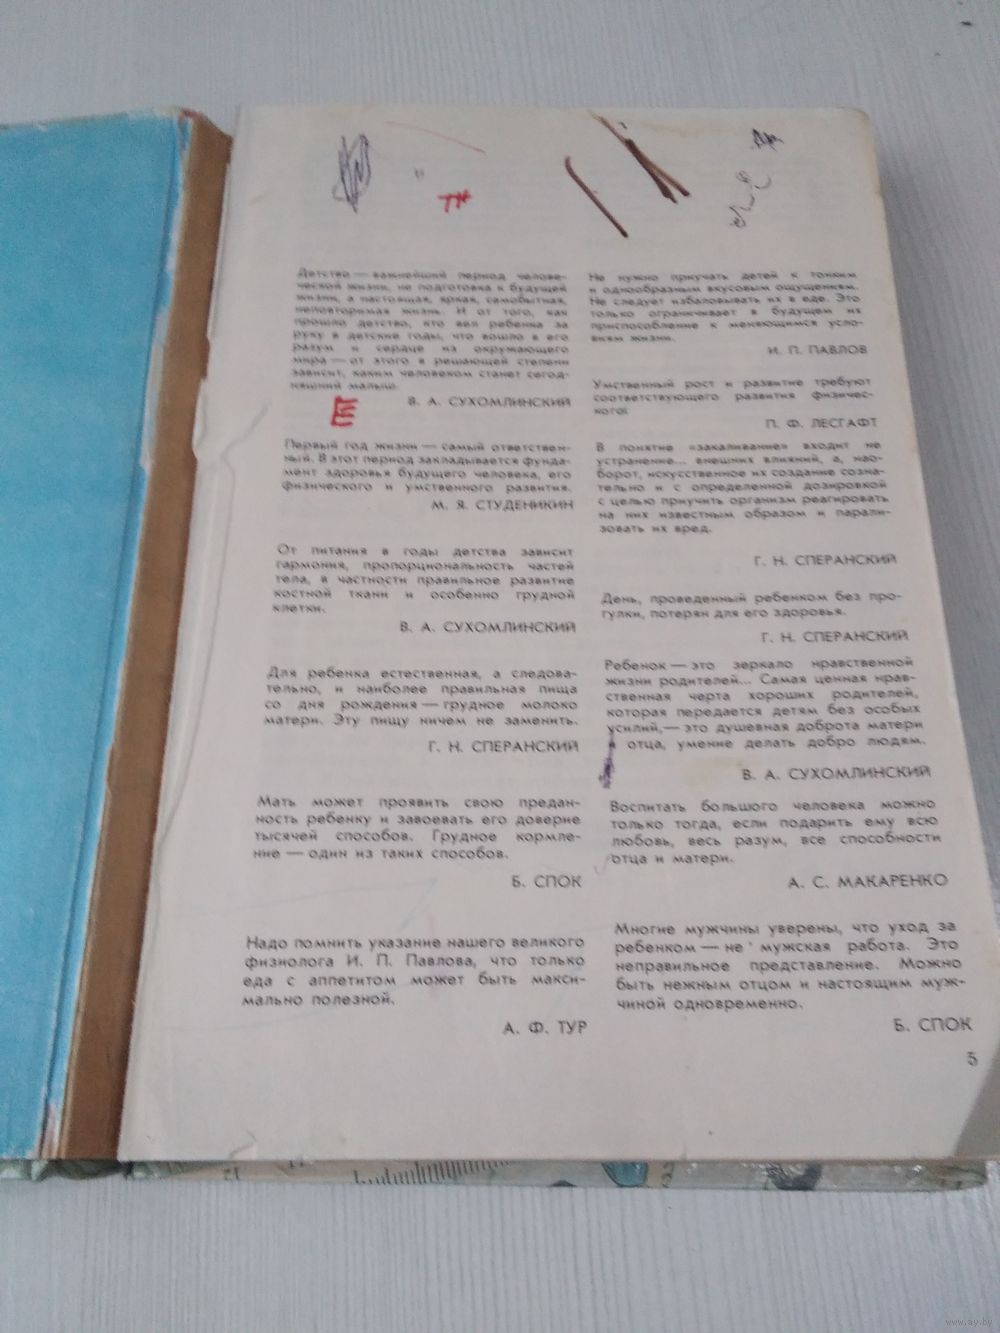 Детство — важнейший период челове-
ческой жизни, не подготовка к будущей
жизни, а настоящая, яркая, самобытная,
неповторимая жизнь. И от того, как
прошло детство, кто вел ребенка за
руку в детские годы, что вошло в его
разум и сердце из окружающего
мира — от этого в решающей степени
зависит, каким человеком станет сегод-
няшний малыш.
В. А. СУХОМЛИНСКИЙ
Первый год жизни — самый ответствен-
ный. В этот период закладывается фунда-
мент здоровья будущего человека, его
физического и умственного развития.
М. Я. СТУДЕНИКИН
От питания в годы детства зависит
гармония, пропорциональность частей
тела, в частности правильное развитие
костной ткани и особенно грудной
клетки.
В. А. СУХОМЛИНСКИЙ
Для ребенка естественная, а следова-
тельно, и наиболее правильная пища
со дня рождения — грудное молоко
матери. Эту пищу ничем не заменить.
Г. Н. СПЕРАНСКИЙ
Мать может проявить свою предан-
ность ребенку и завоевать его доверие
тысячей способов. Грудное кормле-
ние — один из таких способов.
Б. СПОК
Надо помнить указание нашего великого
физиолога И. П. Павлова, что только
еда с аппетитом может быть макси-
мально полезной.
А. Ф. ТУР
Не нужно приучать детей к тонким
и однообразным вкусовым ощущениям.
Не следует избаловывать их в еде. Это
только ограничивает в будущем их
приспособление к меняющимся усло-
виям жизни.
И. П. ПАВЛОВ
Умственный рост и развитие требуют
соответствующего развития физичес-
кого!
П. Ф. ЛЕСГАФТ
В понятие «закаливание» входит не
устранение... внешних влияний, а, нао-
борот, искусственное их создание созна-
тельно и с определенной дозировкой
с целью приучить организм реагировать
на них известным образом и парали-
зовать их вред.
Г. Н. СПЕРАНСКИЙ
День, проведенный ребенком без про-
гулки, потерян для его здоровья.
Г. Н. СПЕРАНСКИЙ
Ребенок — это зеркало нравственной
жизни родителей... Самая ценная нрав-
ственная черта хороших родителей,
которая передается детям без особых
усилий,— это душевная доброта матери
и отца, умение делать добро людям.
В. А. СУХОМЛИНСКИЙ
Воспитать большого человека можно
только тогда, если подарить ему всю
любовь, весь разум, все способности
отца и матери.
А. С. МАКАРЕНКО
Многие мужчины уверены, что уход за
ребенком — не мужская работа. Это
неправильное представление. Можно
быть нежным отцом и настоящим муж-
чиной одновременно.
Б. СПОК
5
www.ay.by